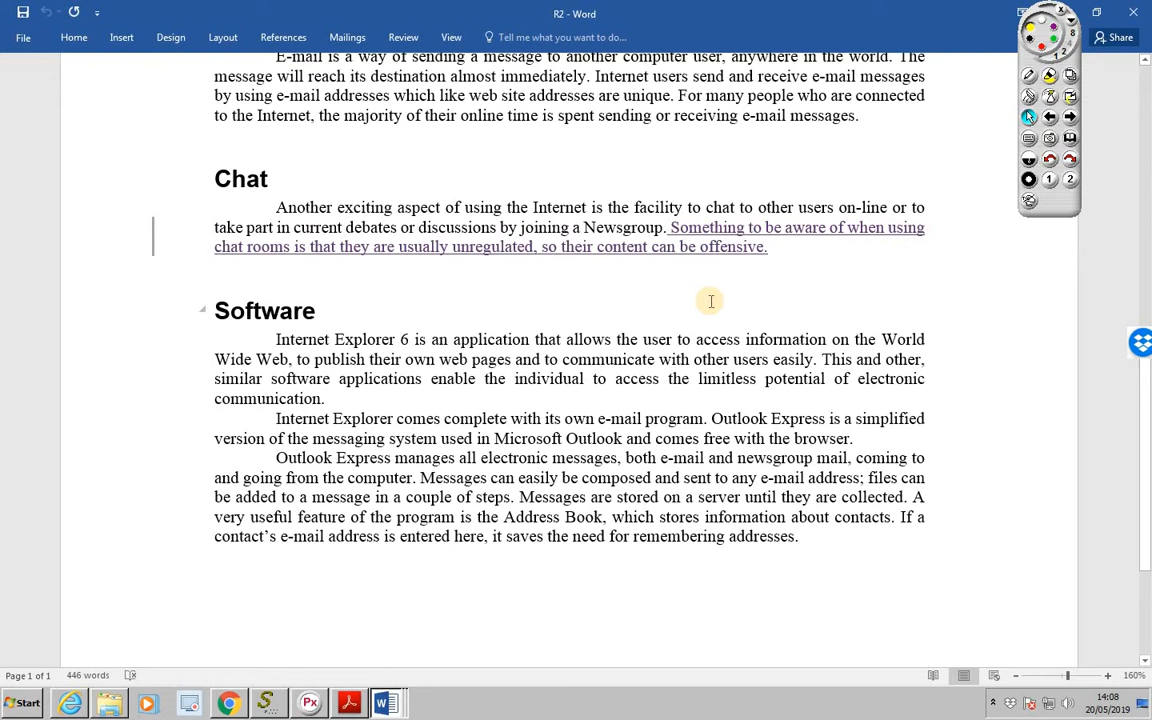 R2 - Word
File
Home
Insert
Design
Layout
References
Mailings
Review
View
Tell me what you want to do...
Share
E-mail is a way of sending a message to another computer user, anywhere in the world. The
message will reach its destination almost immediately. Internet users send and receive e-mail messages
by using e-mail addresses which like web site addresses are unique. For many people who are connected
to the Internet, the majority of their online time is spent sending or receiving e-mail messages.
Chat
Another exciting aspect of using the Internet is the facility to chat to other users on-line or to
take part in current debates or discussions by joining a Newsgroup. Something to be aware of when using
chat rooms is that they are usually unregulated, so their content can be offensive.
Software
Internet Explorer 6 is an application that allows the user to access information on the World
Wide Web, to publish their own web pages and to communicate with other users easily. This and other,
similar software applications enable the individual to access the limitless potential of electronic
communication.
Internet Explorer comes complete with its own e-mail program. Outlook Express is a simplified
version of the messaging system used in Microsoft Outlook and comes free with the browser.
Outlook Express manages all electronic messages, both e-mail and newsgroup mail, coming to
and going from the computer. Messages can easily be composed and sent to any e-mail address; files can
be added to a message in a couple of steps. Messages are stored on a server until they are collected. A
very useful feature of the program is the Address Book, which stores information about contacts. If a
contact's e-mail address is entered here, it saves the need for remembering addresses.
8
4
1 2
1 2
Page 1 of 1
446 words
160%
Start
Px
14:08
20/05/2019